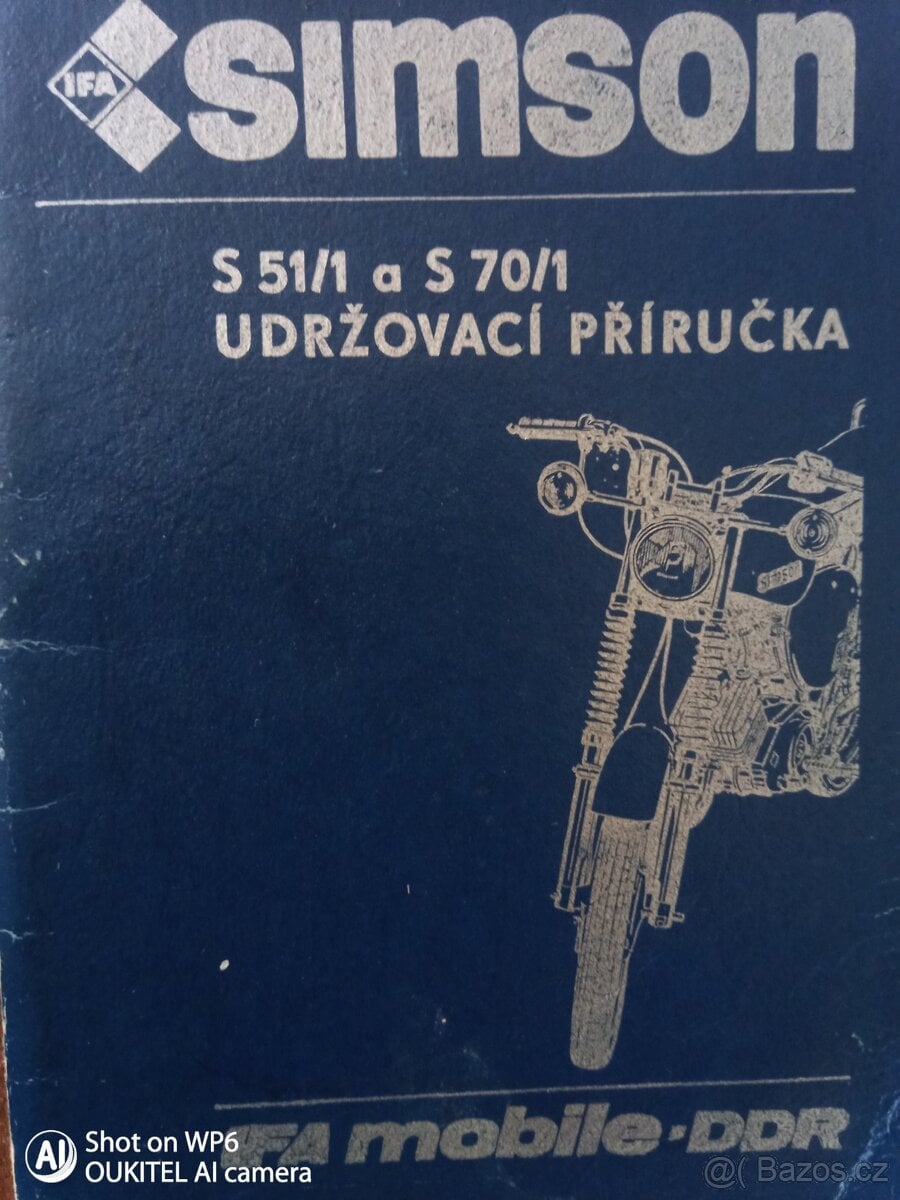 IFA
simson
S 51/1 a S 70/1
UDRŽOVACÍ PŘÍRUČKA
SIMSON
IFA mobile·DDR
AI
Shot on WP6
OUKITEL AI camera
@( Bazos.cz